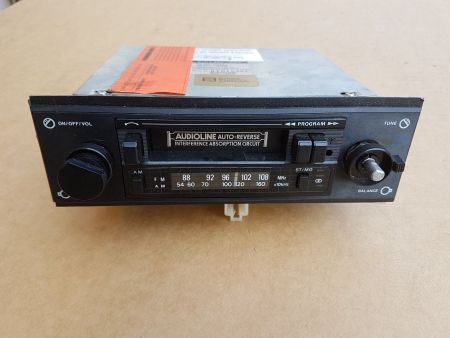 ON/OFF/VOL
◄◄ PROGRAM ►►
TUNE
AUDIOLINE AUTO-REVERSE
INTERFERENCE ABSORPTION CIRCUIT
AM
ST/MO
FM 88 92 96 102 108 MHz
AM 54 60 70 100 120 160 x10kHz
BALANCE